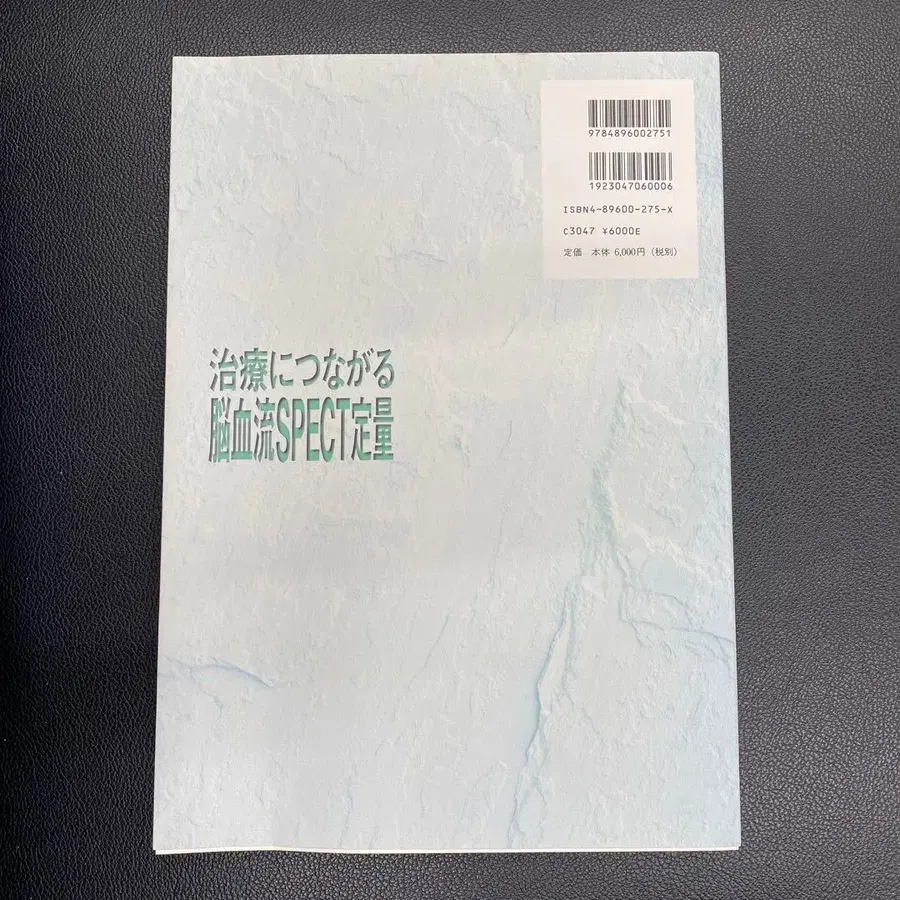 9784896002751
1923047060006
ISBN4-89600-275-X
C3047 ¥6000E
定価 本体 6,000円（税別）
治療につながる
脳血流SPECT定量